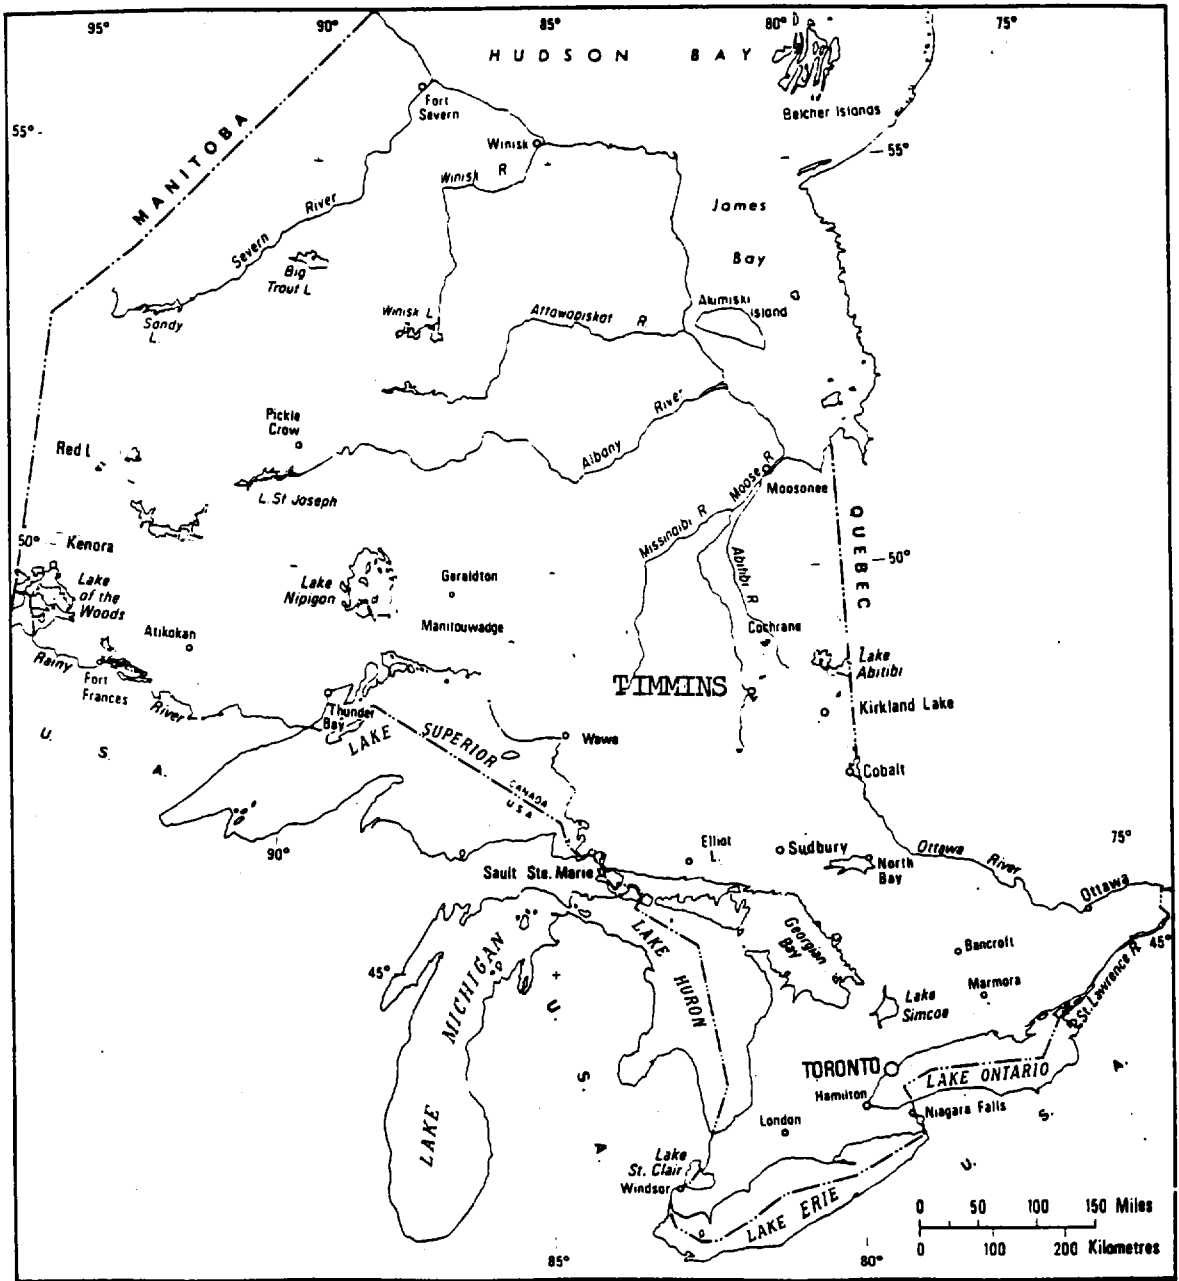 95°
90°
85°
80°
75°
HUDSON BAY
Belcher Islands
Fort
Severn
55°
MANITOBA
Winisk
Winisk R
55°
Severn River
James
Bay
Big
Trout L
Sandy
L.
Winisk L
Attawapiskat R
Akimiski
Island
Pickle
Crow
Red L
Albany River
L. St Joseph
Moose R
Moosonee
Missinaibi R
QUEBEC
50°
Kenora
50°
Abitibi R
Lake
of the
Woods
Lake
Nipigon
Geraldton
Atikokan
Manitouwadge
Cochrane
Rainy
River
Fort
Frances
Lake
Abitibi
TIMMINS
Kirkland Lake
Thunder
Bay
U. S. A.
LAKE SUPERIOR
Wawa
Cobalt
CANADA
U.S.A.
90°
Elliot
L.
Sudbury
North
Bay
Ottawa River
75°
Sault Ste. Marie
Ottawa
LAKE HURON
Georgian
Bay
Bancroft
45°
45°
LAKE MICHIGAN
Lake
Simcoe
Marmora
St. Lawrence R.
U. S. A.
TORONTO
LAKE ONTARIO
Hamilton
Niagara Falls
London
U. S. A.
Lake
St. Clair
Windsor
LAKE ERIE
0 50 100 150 Miles
0 100 200 Kilometres
85°
80°